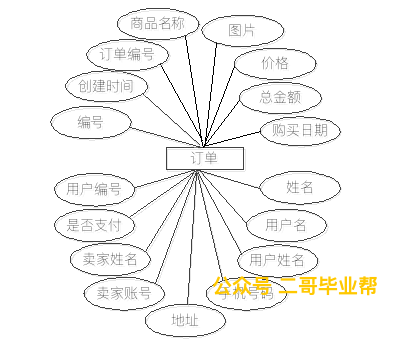 商品名称
图片
订单编号
价格
创建时间
总金额
编号
购买日期
订单
用户编号
姓名
是否支付
用户名
卖家姓名
用户姓名
卖家账号
手机号码
地址
公众号 二哥毕业帮